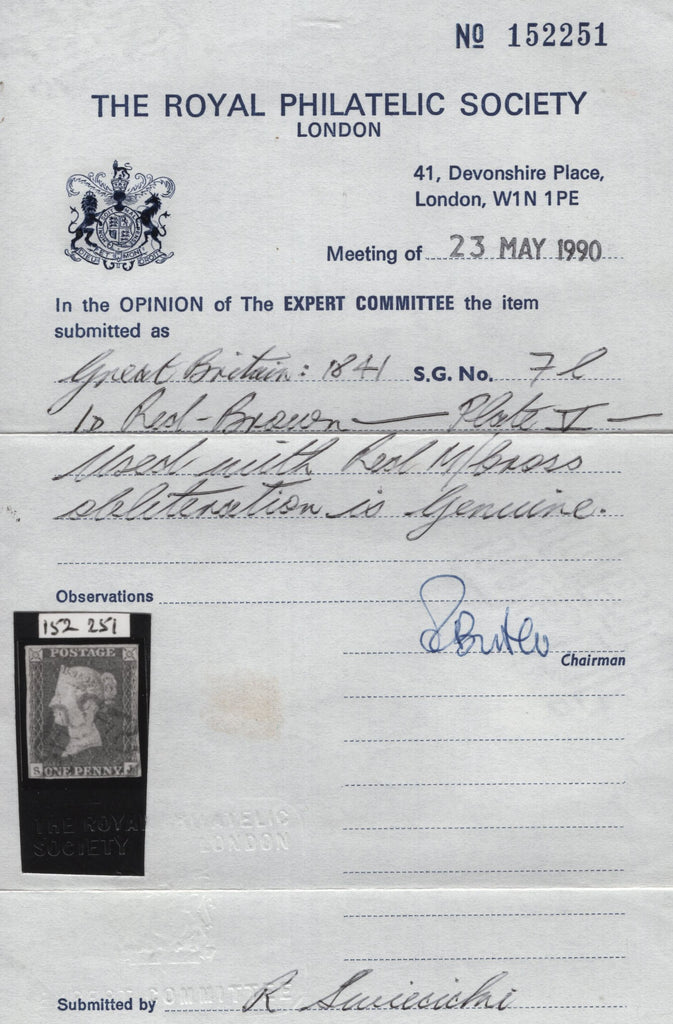 Nº 152251
THE ROYAL PHILATELIC SOCIETY
LONDON
41, Devonshire Place,
London, W1N 1PE
Meeting of 23 MAY 1990
In the OPINION of The EXPERT COMMITTEE the item
submitted as
Great Britain: 1841 S.G. No. 7 l
1D Red-Brown — Plate V —
Used with Red M/Cross
obliteration is Genuine.
Observations
Chairman
152 251
POSTAGE
S ONE PENNY J
THE ROYAL PHILATELIC
SOCIETY LONDON
COMMITTEE
Submitted by R